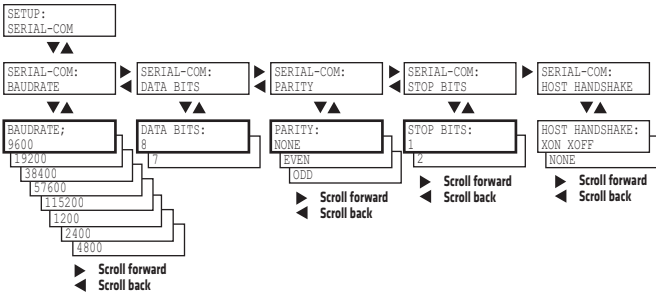 SETUP:
SERIAL-COM
SERIAL-COM:
BAUDRATE
SERIAL-COM:
DATA BITS
SERIAL-COM:
PARITY
SERIAL-COM:
STOP BITS
SERIAL-COM:
HOST HANDSHAKE
BAUDRATE;
9600
19200
38400
57600
115200
1200
2400
4800
Scroll forward
Scroll back
DATA BITS:
8
7
PARITY:
NONE
EVEN
ODD
Scroll forward
Scroll back
STOP BITS:
1
2
Scroll forward
Scroll back
HOST HANDSHAKE:
XON XOFF
NONE
Scroll forward
Scroll back